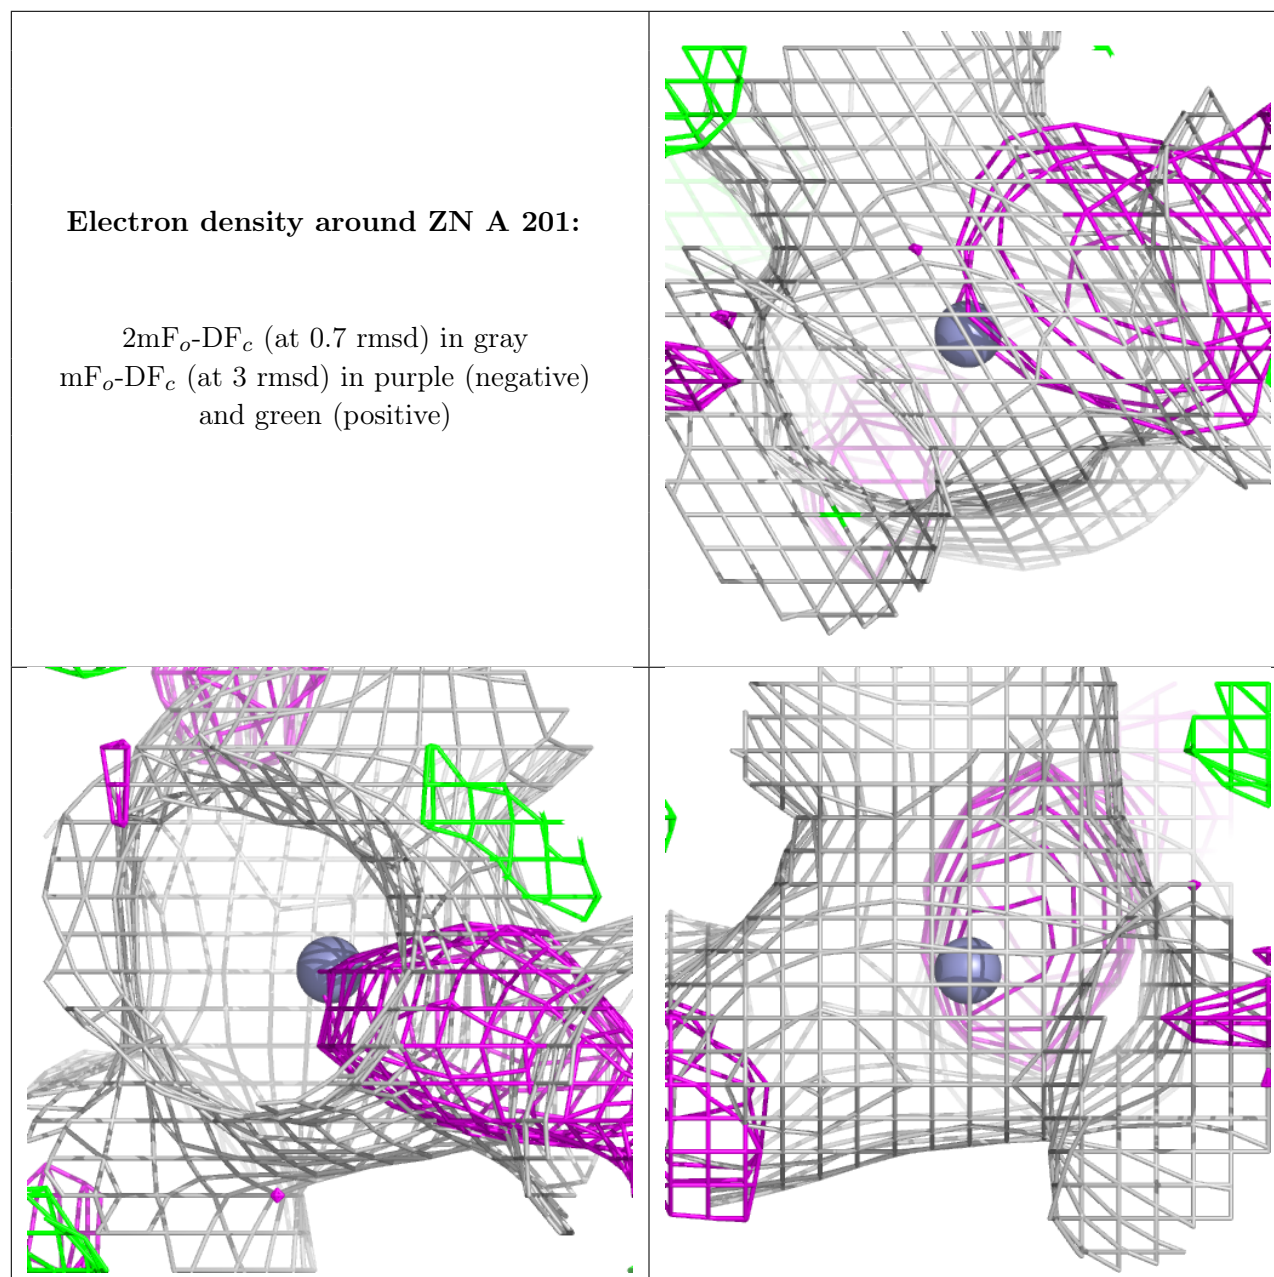 Electron density around ZN A 201:
2mFo-DFc (at 0.7 rmsd) in gray
mFo-DFc (at 3 rmsd) in purple (negative)
and green (positive)